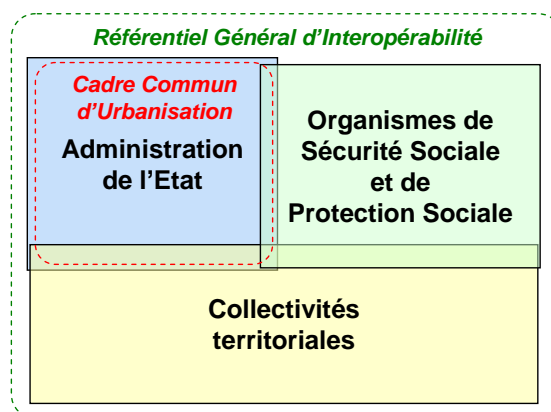 Référentiel Général d'Interopérabilité
Cadre Commun
d'Urbanisation
Administration
de l'Etat
Organismes de
Sécurité Sociale
et de
Protection Sociale
Collectivités
territoriales